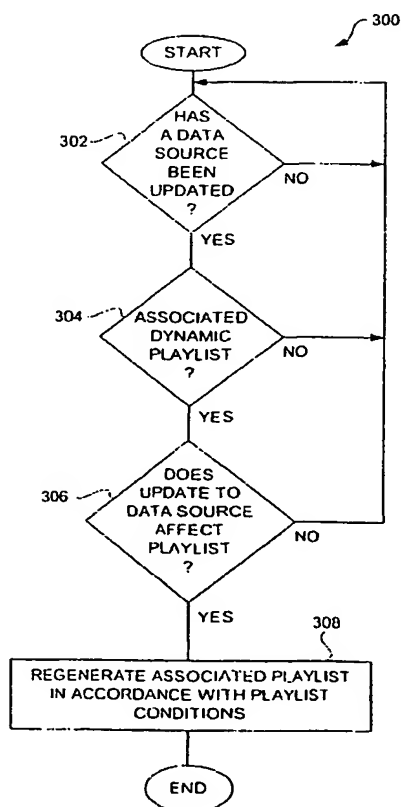 300
START
302
HAS
A DATA
SOURCE
BEEN
UPDATED
?
NO
YES
304
ASSOCIATED
DYNAMIC
PLAYLIST
?
NO
YES
306
DOES
UPDATE TO
DATA SOURCE
AFFECT
PLAYLIST
?
NO
YES
308
REGENERATE ASSOCIATED PLAYLIST
IN ACCORDANCE WITH PLAYLIST
CONDITIONS
END